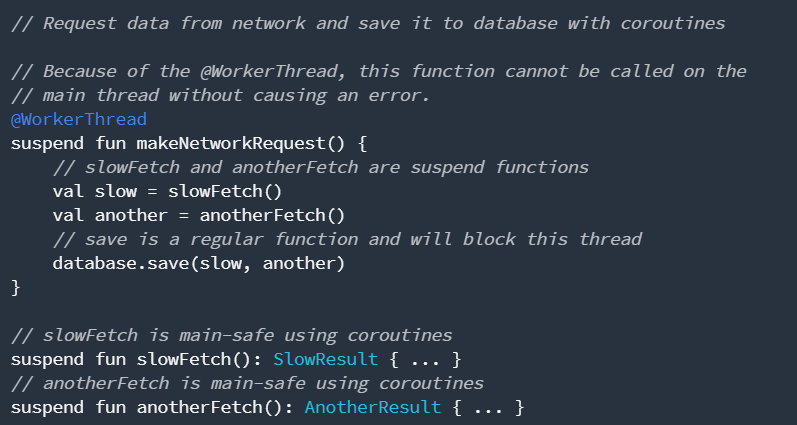 // Request data from network and save it to database with coroutines
// Because of the @WorkerThread, this function cannot be called on the
// main thread without causing an error.
@WorkerThread
suspend fun makeNetworkRequest() {
    // slowFetch and anotherFetch are suspend functions
    val slow = slowFetch()
    val another = anotherFetch()
    // save is a regular function and will block this thread
    database.save(slow, another)
}
// slowFetch is main-safe using coroutines
suspend fun slowFetch(): SlowResult { ... }
// anotherFetch is main-safe using coroutines
suspend fun anotherFetch(): AnotherResult { ... }